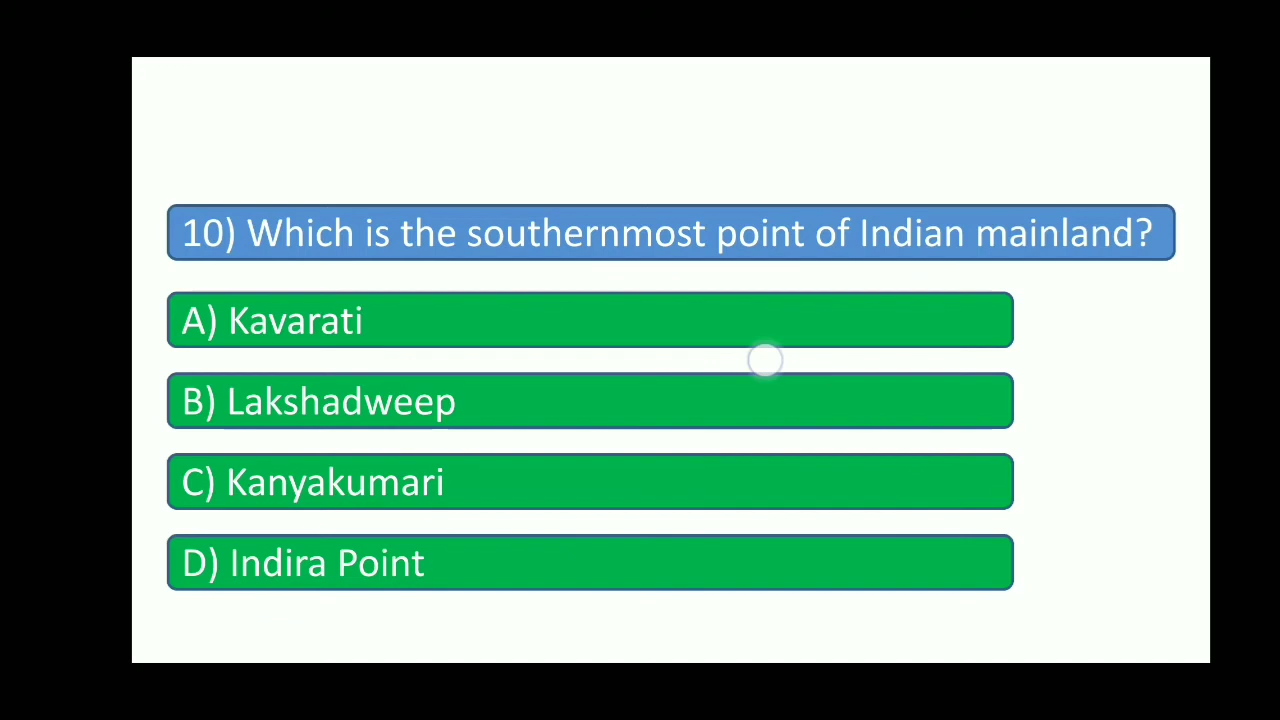 10) Which is the southernmost point of Indian mainland?
A) Kavarati
B) Lakshadweep
C) Kanyakumari
D) Indira Point